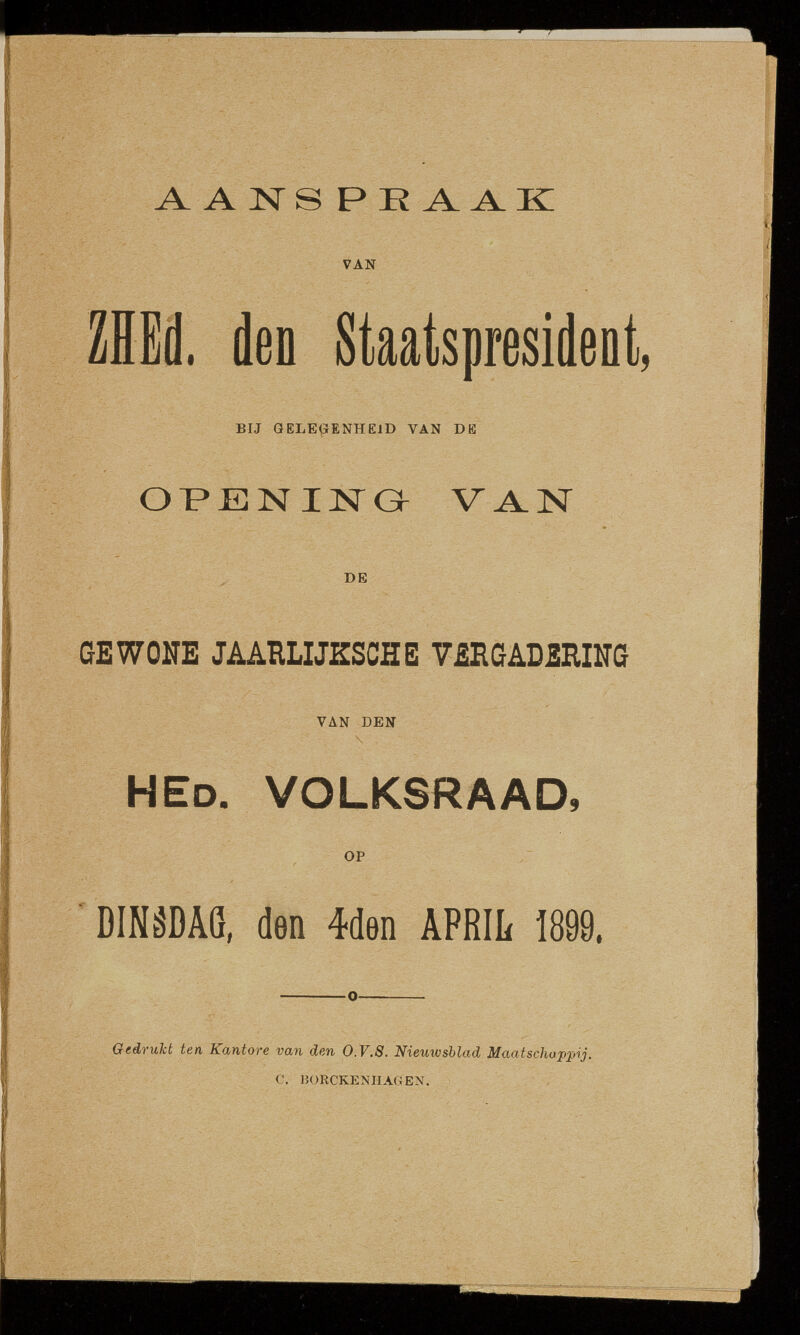 AANSPRAAK
VAN
ZHEd. den Staatspresident,
BIJ GELEGENHEID VAN DE
OPENING VAN
DE
GEWONE JAARLIJKSCHE VERGADERING
VAN DEN
HED. VOLKSRAAD,
OP
DINSDAG, den 4den APRIL 1899.
Gedrukt ten Kantore van den O.V.S. Nieuwsblad Maatschappij.
C. BORCKENHAGEN.